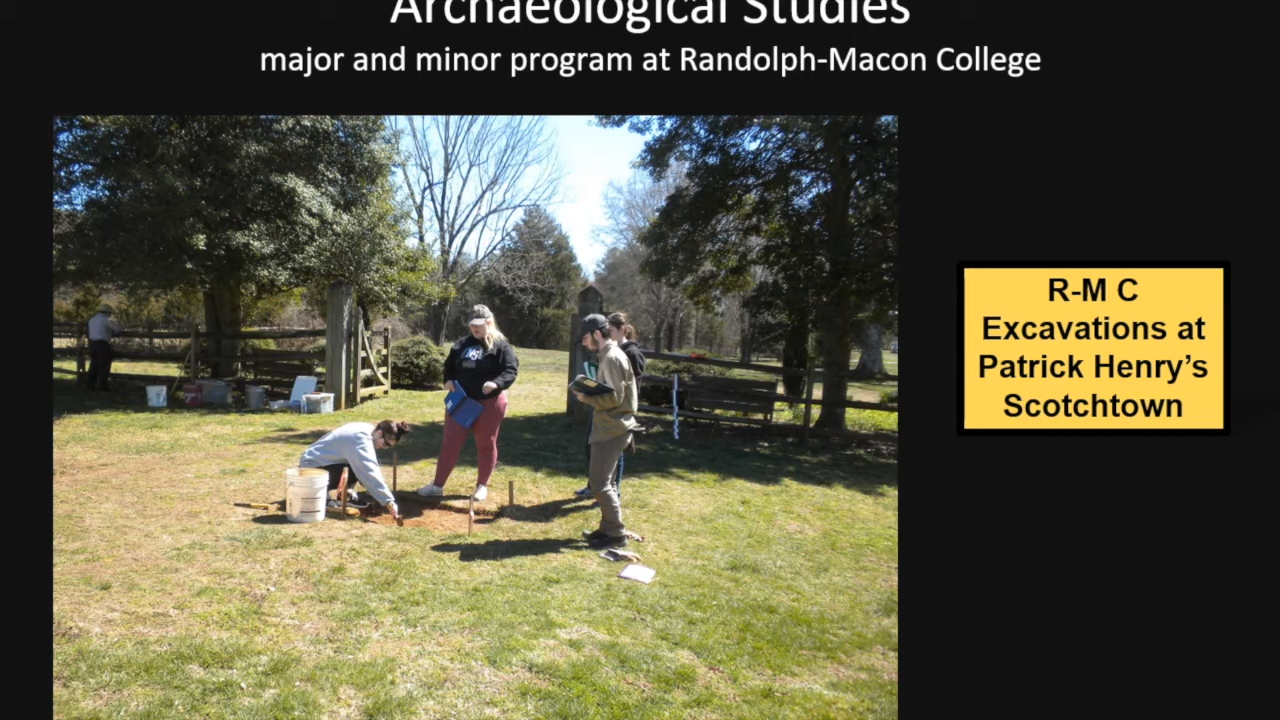 Archaeological Studies
major and minor program at Randolph-Macon College
R-M C
Excavations at
Patrick Henry's
Scotchtown